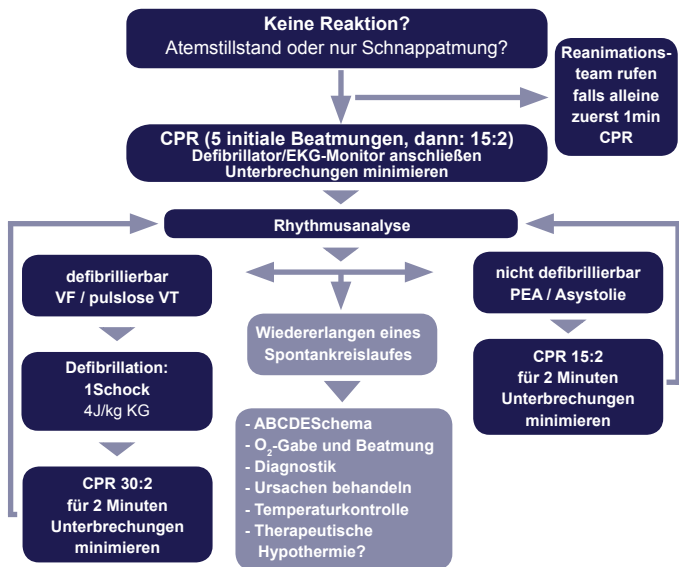 Keine Reaktion?
Atemstillstand oder nur Schnappatmung?
Reanimations-
team rufen
falls alleine
zuerst 1min
CPR
CPR (5 initiale Beatmungen, dann: 15:2)
Defibrillator/EKG-Monitor anschließen
Unterbrechungen minimieren
Rhythmusanalyse
defibrillierbar
VF / pulslose VT
nicht defibrillierbar
PEA / Asystolie
Wiedererlangen eines
Spontankreislaufes
Defibrillation:
1Schock
4J/kg KG
CPR 15:2
für 2 Minuten
Unterbrechungen
minimieren
- ABCDESchema
- O₂-Gabe und Beatmung
- Diagnostik
- Ursachen behandeln
- Temperaturkontrolle
- Therapeutische
Hypothermie?
CPR 30:2
für 2 Minuten
Unterbrechungen
minimieren